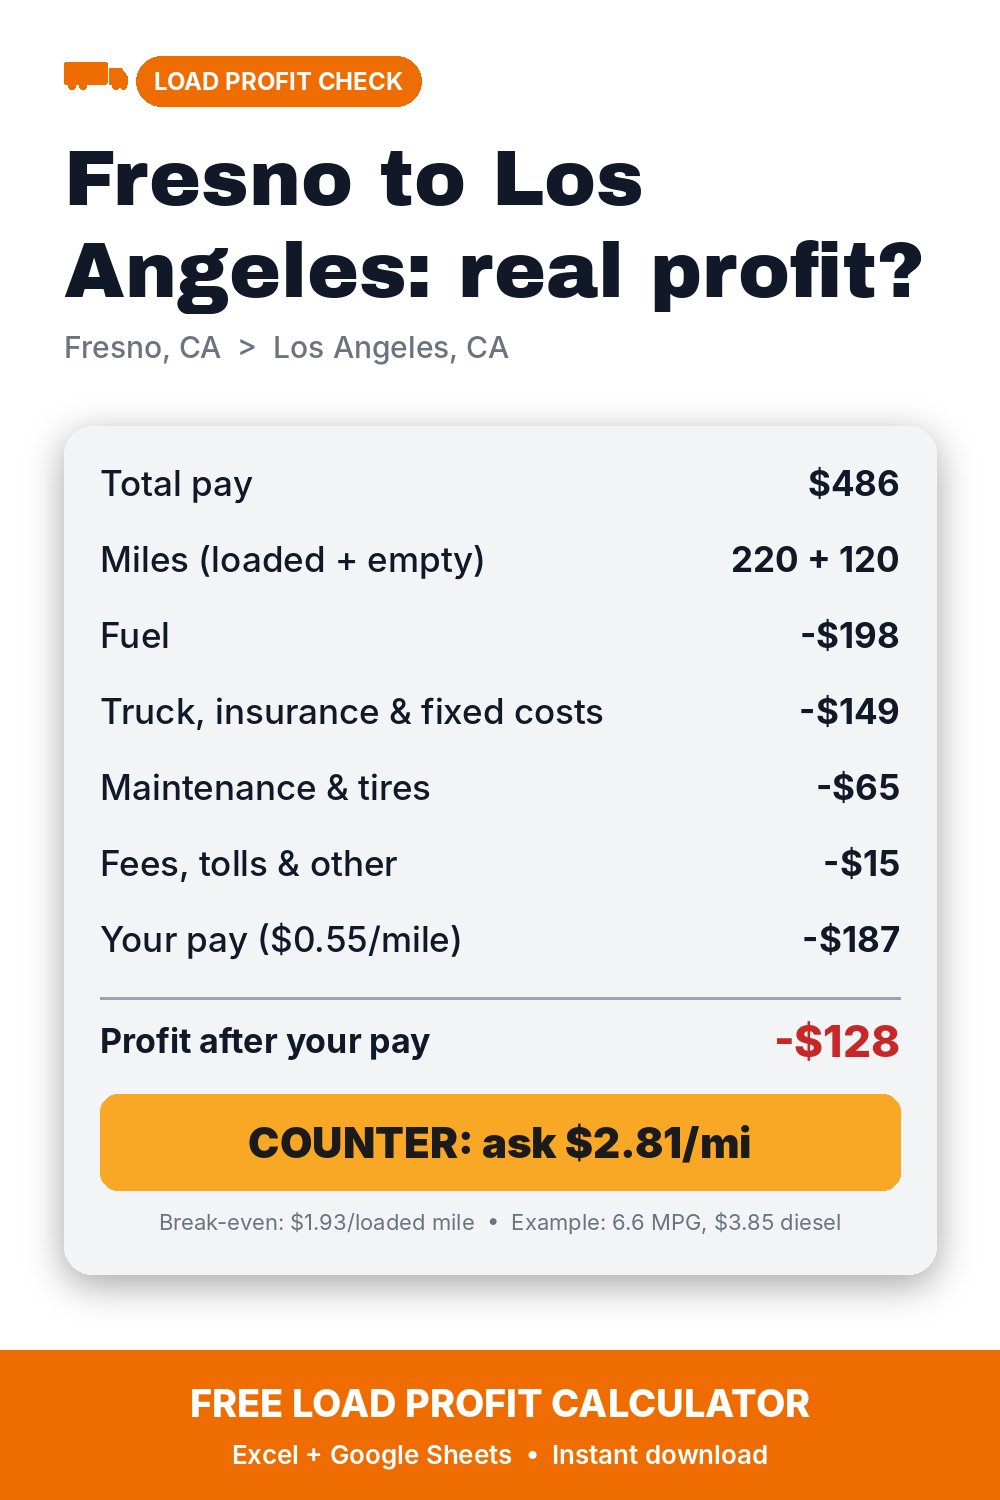 LOAD PROFIT CHECK
Fresno to Los
Angeles: real profit?
Fresno, CA > Los Angeles, CA
Total pay $486
Miles (loaded + empty) 220 + 120
Fuel -$198
Truck, insurance & fixed costs -$149
Maintenance & tires -$65
Fees, tolls & other -$15
Your pay ($0.55/mile) -$187
Profit after your pay -$128
COUNTER: ask $2.81/mi
Break-even: $1.93/loaded mile • Example: 6.6 MPG, $3.85 diesel
FREE LOAD PROFIT CALCULATOR
Excel + Google Sheets • Instant download